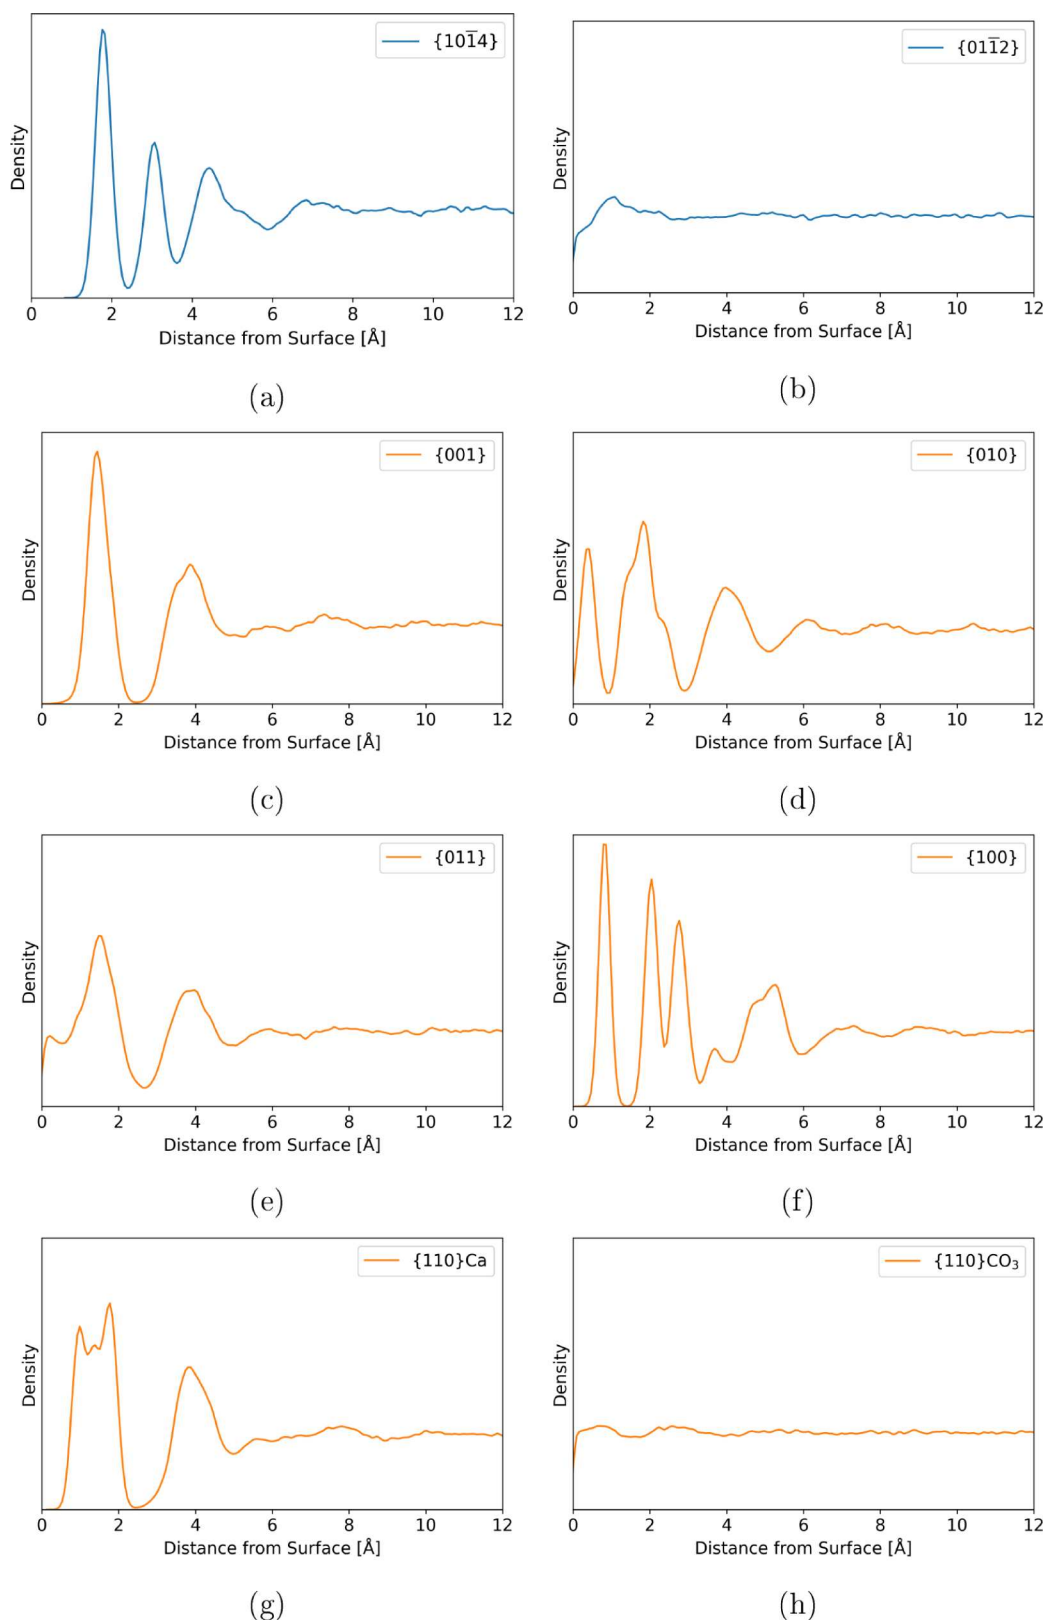 {101̅4}
Density
0 2 4 6 8 10 12
Distance from Surface [Å]
(a)
{011̅2}
Density
0 2 4 6 8 10 12
Distance from Surface [Å]
(b)
{001}
Density
0 2 4 6 8 10 12
Distance from Surface [Å]
(c)
{010}
Density
0 2 4 6 8 10 12
Distance from Surface [Å]
(d)
{011}
Density
0 2 4 6 8 10 12
Distance from Surface [Å]
(e)
{100}
Density
0 2 4 6 8 10 12
Distance from Surface [Å]
(f)
{110}Ca
Density
0 2 4 6 8 10 12
Distance from Surface [Å]
(g)
{110}CO₃
Density
0 2 4 6 8 10 12
Distance from Surface [Å]
(h)